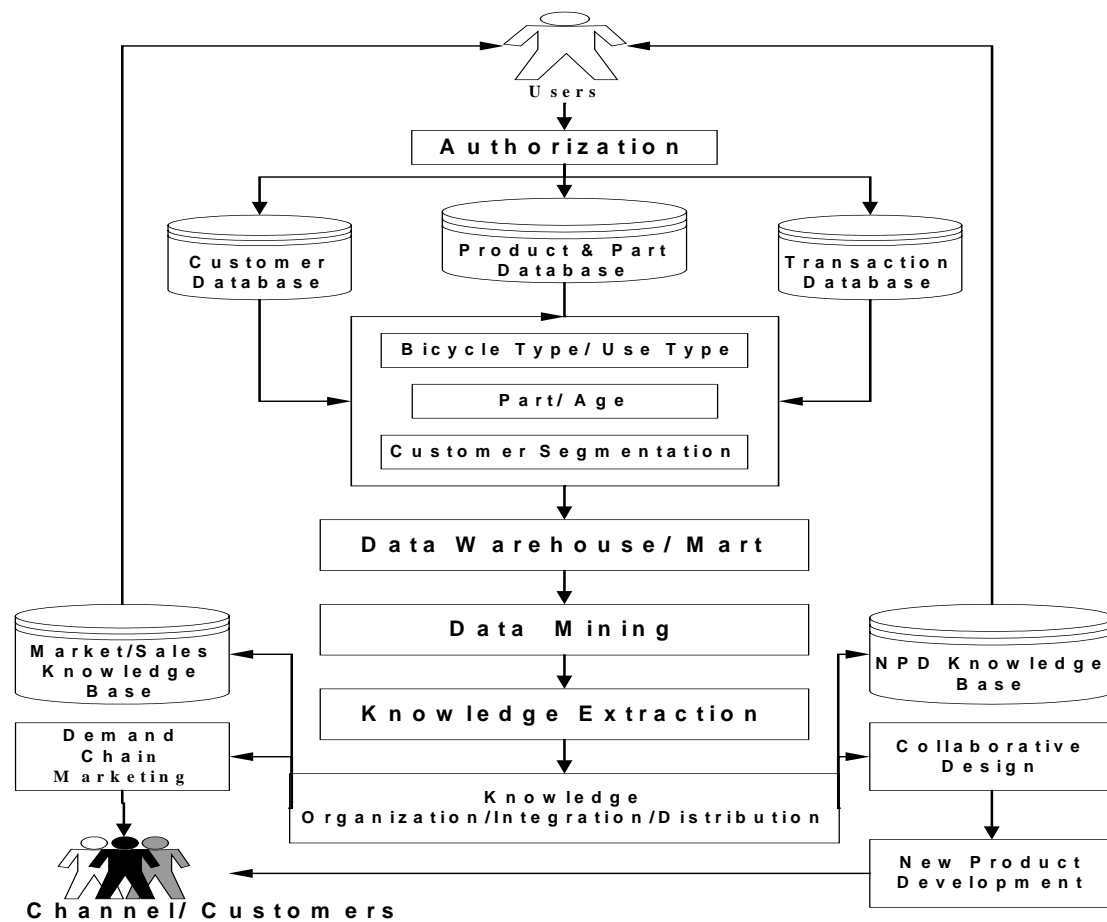 Users
Authorization
Customer
Database
Product & Part
Database
Transaction
Database
Bicycle Type/ Use Type
Part/ Age
Customer Segmentation
Data Warehouse/ Mart
Data Mining
Market/Sales
Knowledge
Base
NPD Knowledge
Base
Knowledge Extraction
Demand
Chain
Marketing
Collaborative
Design
Knowledge
Organization/Integration/Distribution
New Product
Development
Channel/ Customers